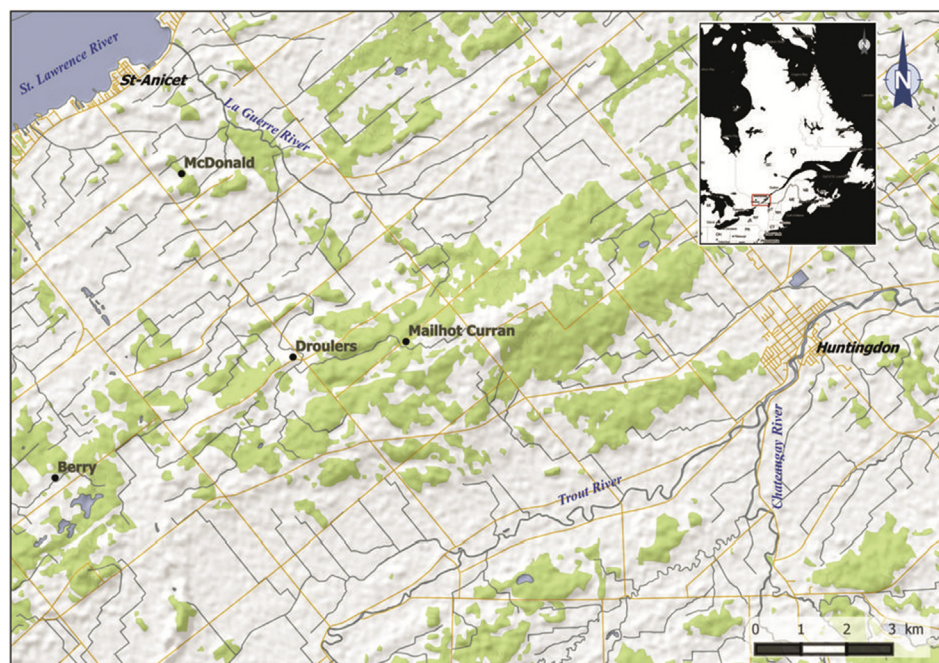 St. Lawrence River
St-Anicet
La Guerre River
McDonald
N
Mailhot Curran
Droulers
Huntingdon
Berry
Trout River
Chateaugay River
0 1 2 3 km